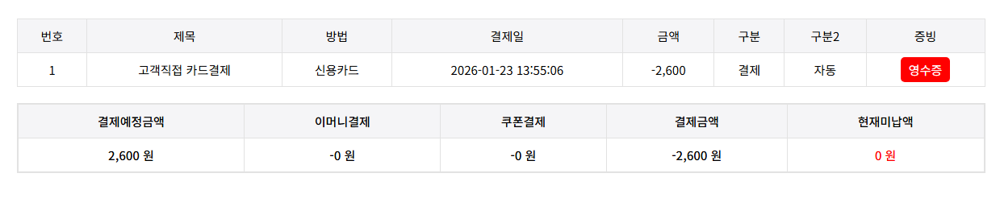 번호 제목 방법 결제일 금액 구분 구분2 증빙
1 고객직접 카드결제 신용카드 2026-01-23 13:55:06 -2,600 결제 자동 영수증
결제예정금액 이머니결제 쿠폰결제 결제금액 현재미납액
2,600 원 -0 원 -0 원 -2,600 원 0 원